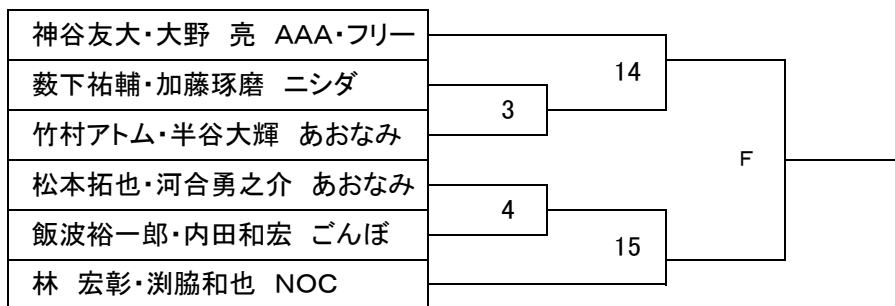 神谷友大・大野　亮　AAA・フリー
14
薮下祐輔・加藤琢磨　ニシダ
3
竹村アトム・半谷大輝　あおなみ
F
松本拓也・河合勇之介　あおなみ
4
飯波裕一郎・内田和宏　ごんぼ
15
林　宏彰・渕脇和也　NOC